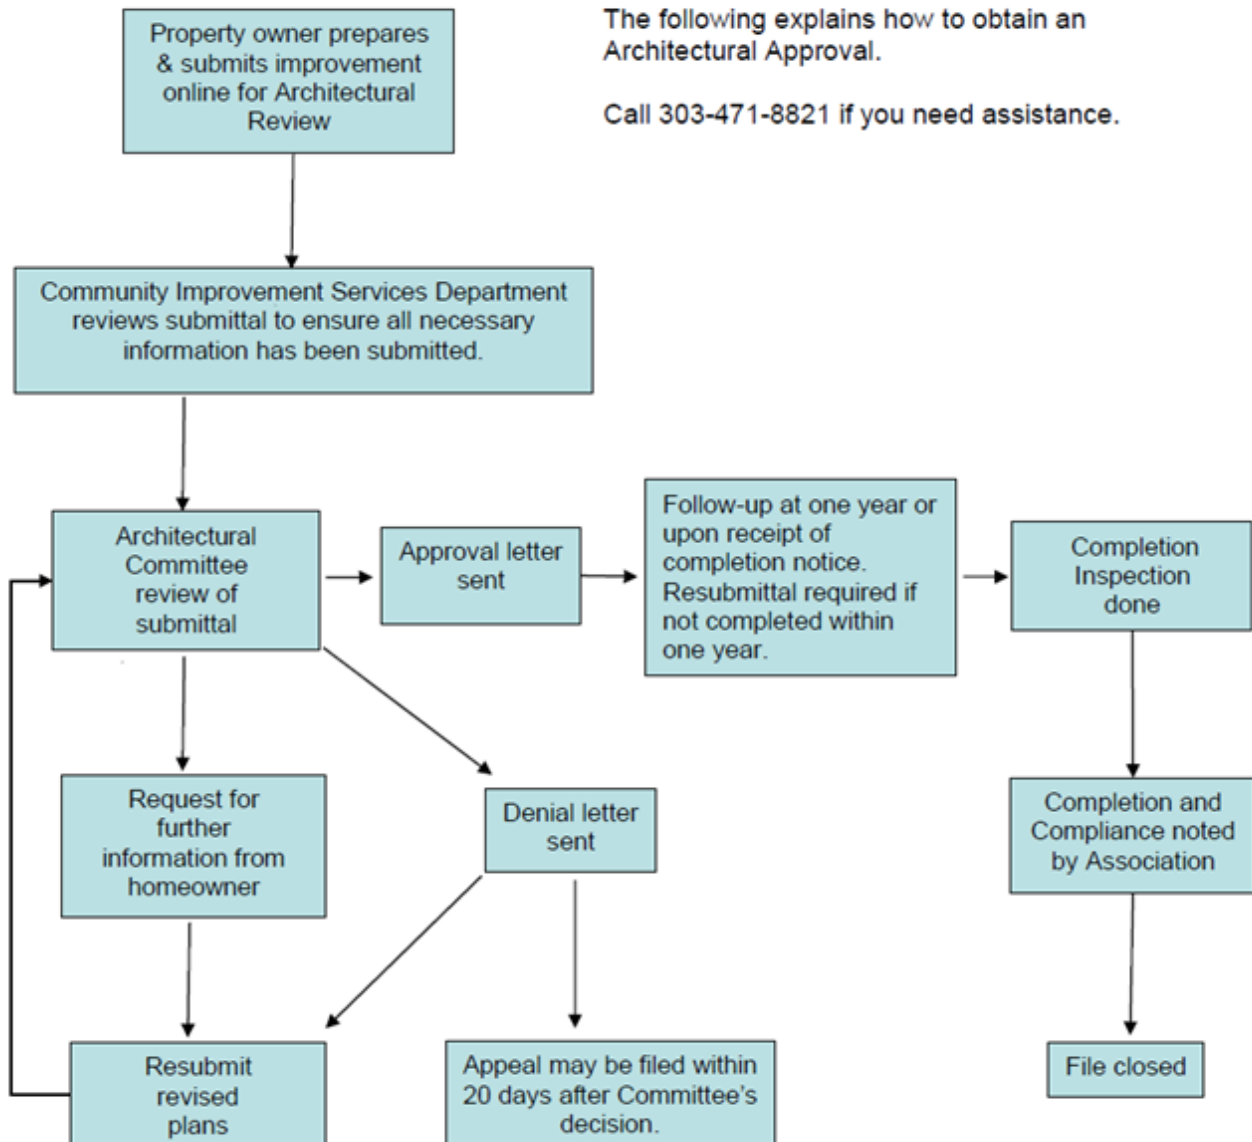 Property owner prepares
& submits improvement
online for Architectural
Review
The following explains how to obtain an
Architectural Approval.
Call 303-471-8821 if you need assistance.
Community Improvement Services Department
reviews submittal to ensure all necessary
information has been submitted.
Architectural
Committee
review of
submittal
Approval letter
sent
Follow-up at one year or
upon receipt of
completion notice.
Resubmittal required if
not completed within
one year.
Completion
Inspection
done
Request for
further
information from
homeowner
Denial letter
sent
Completion and
Compliance noted
by Association
Resubmit
revised
plans
Appeal may be filed within
20 days after Committee's
decision.
File closed